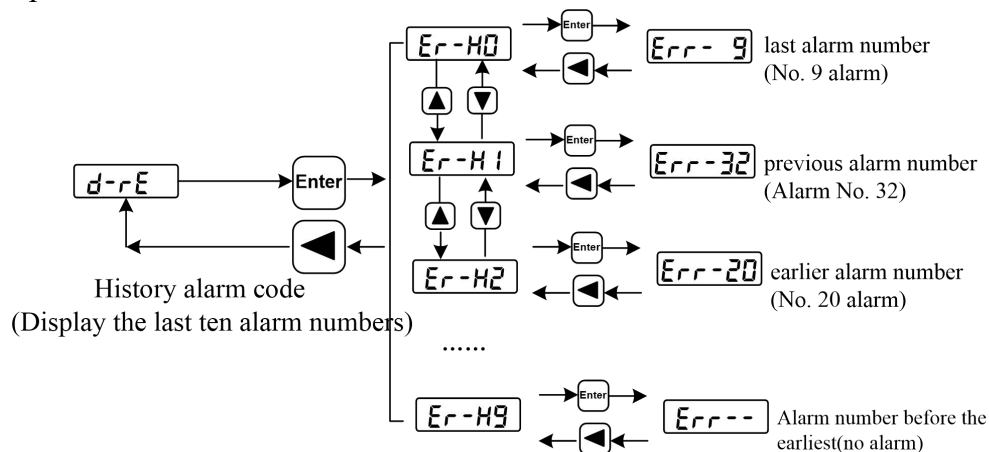 Er-H0
Enter
Err- 9
last alarm number
(No. 9 alarm)
d-rE
Enter
Er-H1
Enter
Err-32
previous alarm number
(Alarm No. 32)
History alarm code
(Display the last ten alarm numbers)
Er-H2
Enter
Err-20
earlier alarm number
(No. 20 alarm)
......
Er-H9
Enter
Err--
Alarm number before the
earliest(no alarm)